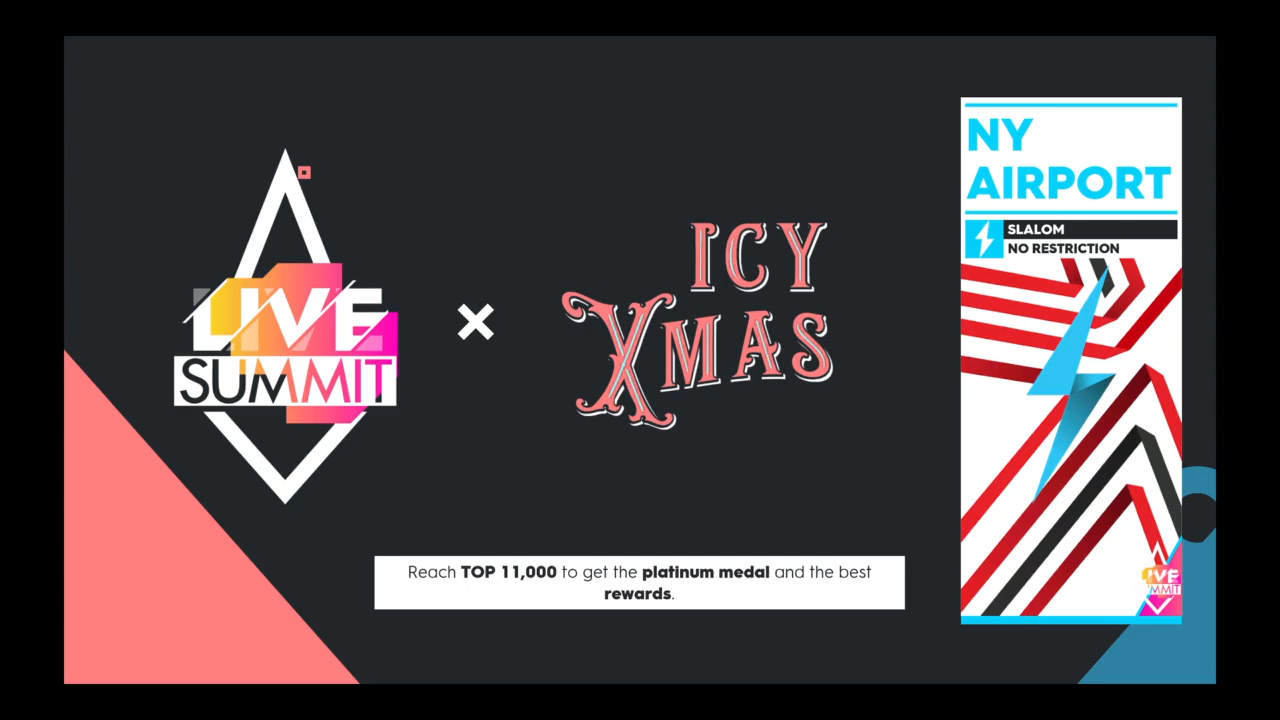 LIVE
SUMMIT
×
ICY
XMAS
NY
AIRPORT
SLALOM
NO RESTRICTION
LIVE
SUMMIT
Reach TOP 11,000 to get the platinum medal and the best
rewards.